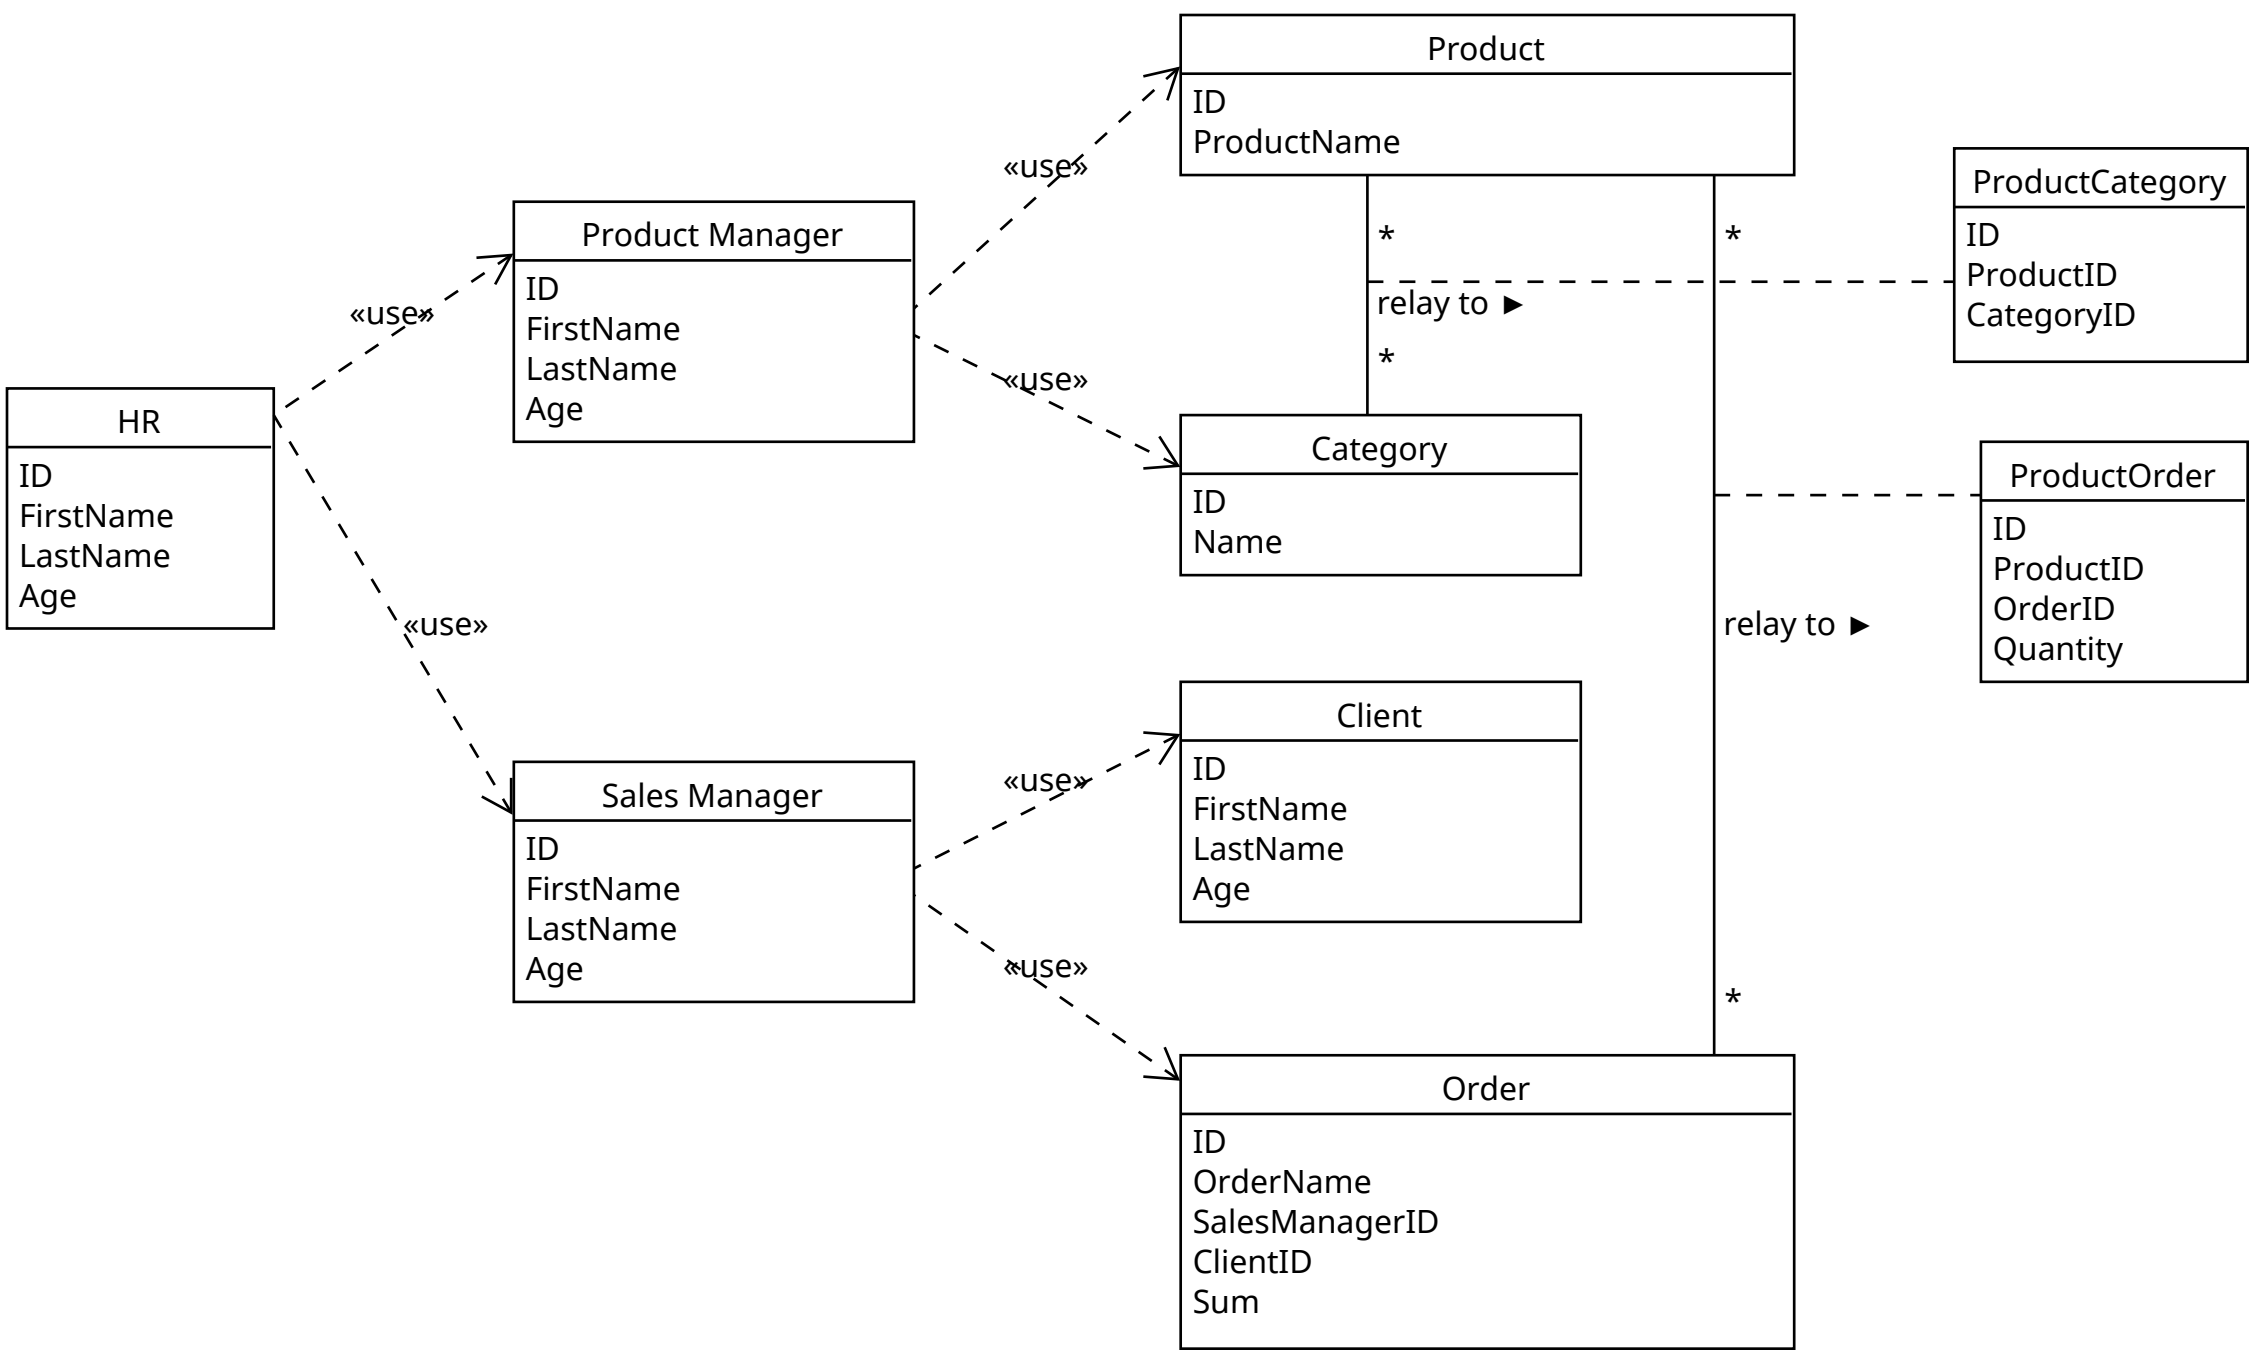 Product
ID
ProductName
ProductCategory
ID
ProductID
CategoryID
«use»
Product Manager
ID
FirstName
LastName
Age
*
*
relay to ►
*
«use»
«use»
HR
ID
FirstName
LastName
Age
Category
ID
Name
ProductOrder
ID
ProductID
OrderID
Quantity
«use»
relay to ►
Client
ID
FirstName
LastName
Age
«use»
Sales Manager
ID
FirstName
LastName
Age
«use»
*
Order
ID
OrderName
SalesManagerID
ClientID
Sum